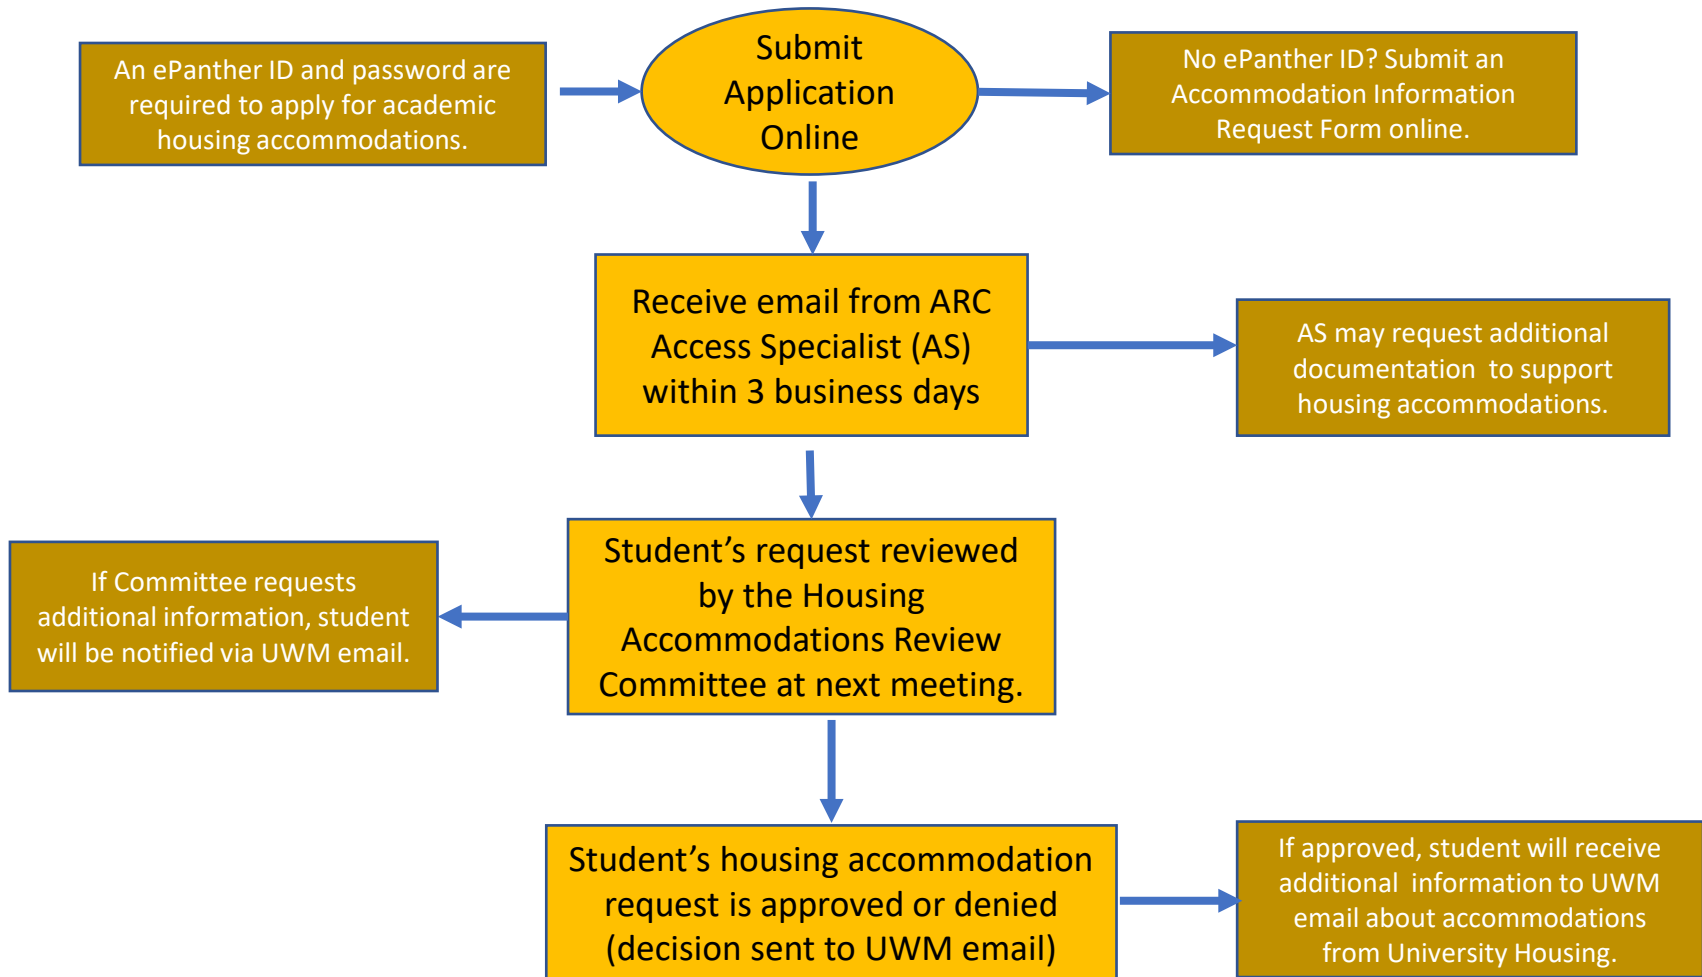 An ePanther ID and password are
required to apply for academic
housing accommodations.
Submit
Application
Online
No ePanther ID? Submit an
Accommodation Information
Request Form online.
Receive email from ARC
Access Specialist (AS)
within 3 business days
AS may request additional
documentation  to support
housing accommodations.
Student’s request reviewed
by the Housing
Accommodations Review
Committee at next meeting.
If Committee requests
additional information, student
will be notified via UWM email.
Student’s housing accommodation
request is approved or denied
(decision sent to UWM email)
If approved, student will receive
additional  information to UWM
email about accommodations
from University Housing.